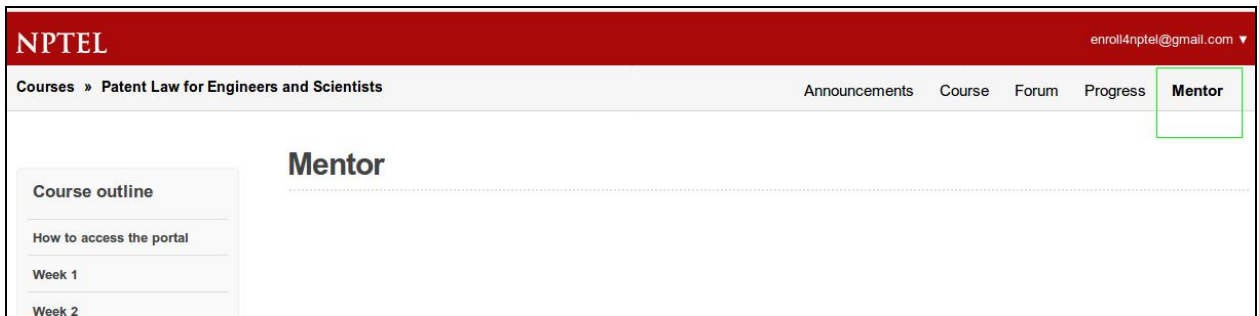 NPTEL
enroll4nptel@gmail.com ▼
Courses » Patent Law for Engineers and Scientists
Announcements Course Forum Progress Mentor
Mentor
Course outline
How to access the portal
Week 1
Week 2